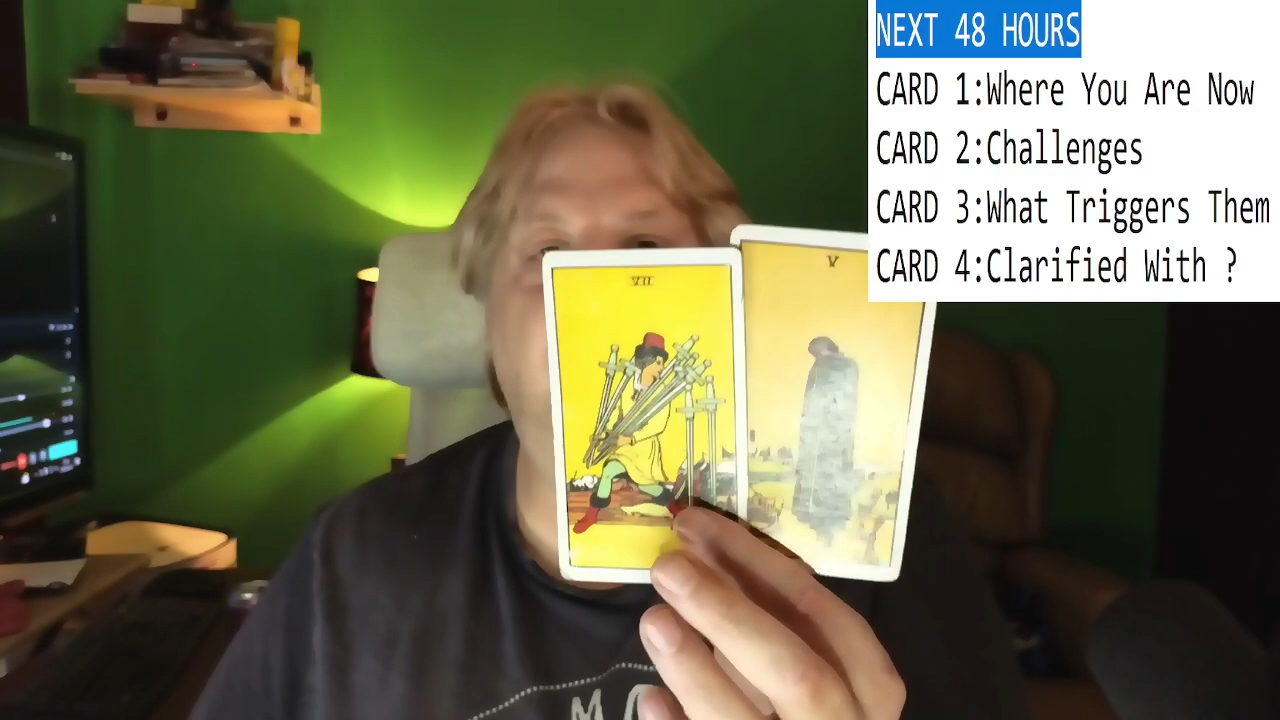 NEXT 48 HOURS
CARD 1:Where You Are Now
CARD 2:Challenges
CARD 3:What Triggers Them
CARD 4:Clarified With ?
VII
V